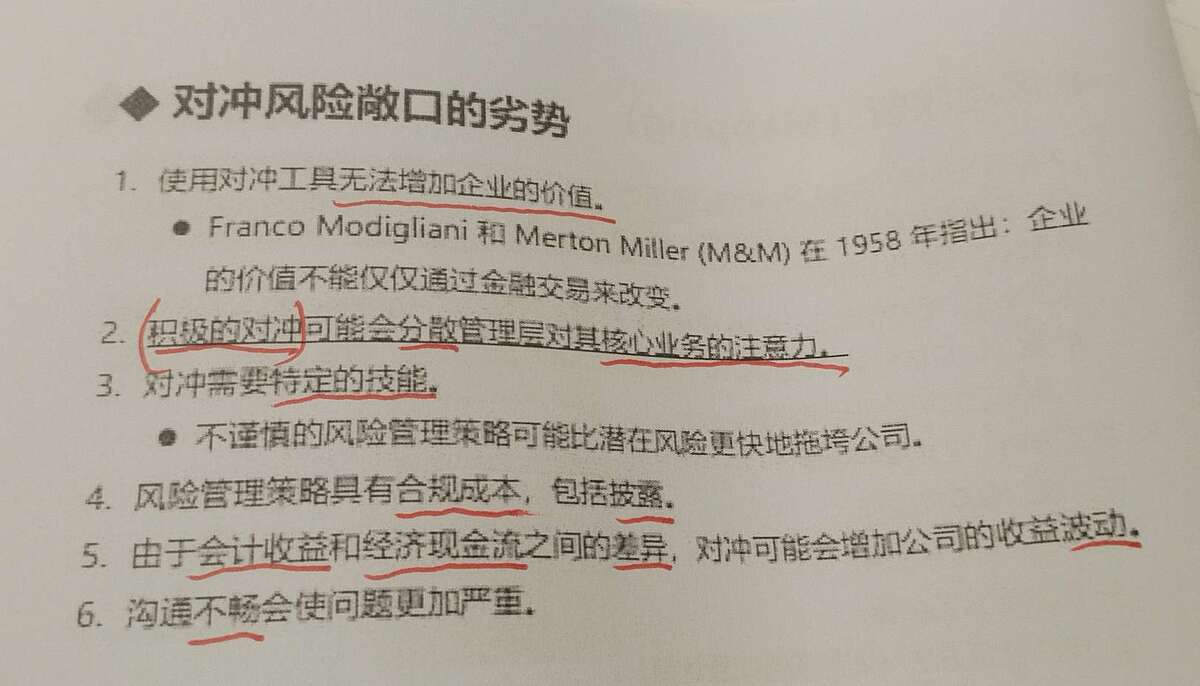 ◆ 对冲风险敞口的劣势
1. 使用对冲工具无法增加企业的价值。
● Franco Modigliani 和 Merton Miller (M&M) 在 1958 年指出：企业
的价值不能仅仅通过金融交易来改变。
2. 积极的对冲可能会分散管理层对其核心业务的注意力。
3. 对冲需要特定的技能。
● 不谨慎的风险管理策略可能比潜在风险更快地拖垮公司。
4. 风险管理策略具有合规成本，包括披露。
5. 由于会计收益和经济现金流之间的差异，对冲可能会增加公司的收益波动。
6. 沟通不畅会使问题更加严重。